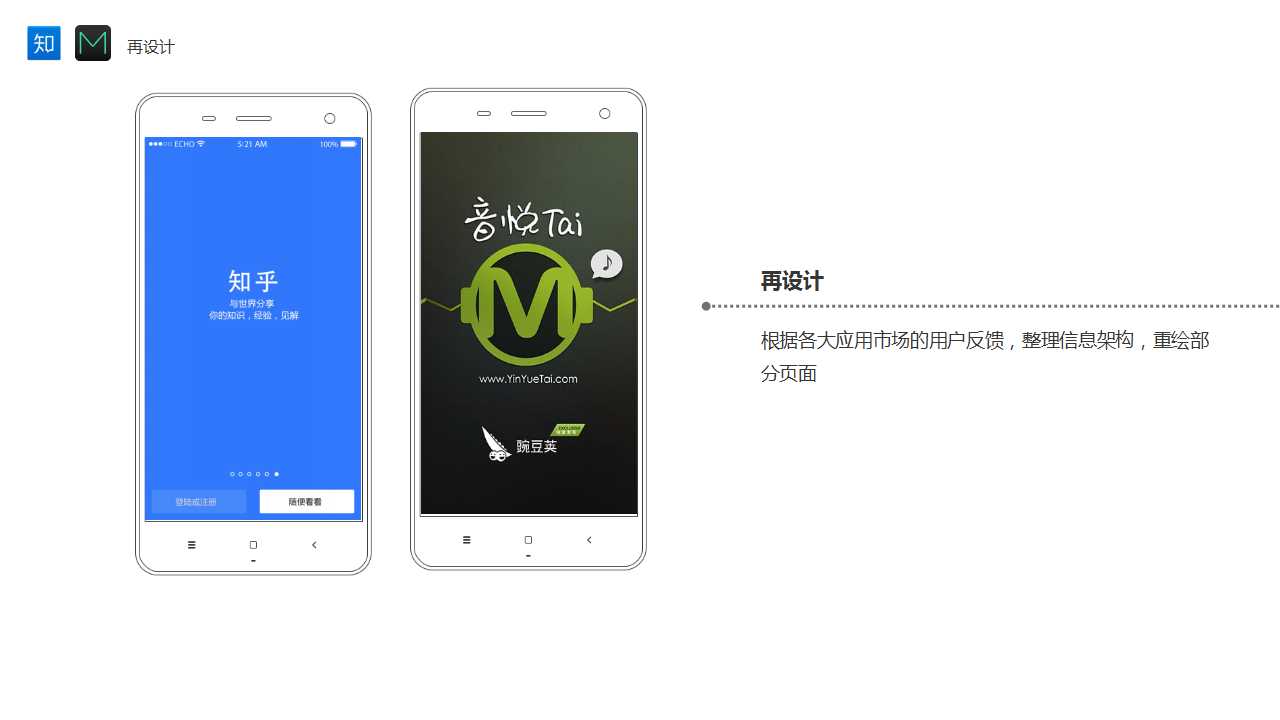 知 M 再设计
ECHO 5:21 AM 100%
知乎
与世界分享
你的知识，经验，见解
登陆或注册 随便看看
音悦Tai
M
www.YinYueTai.com
EXCLUSIVE
豌豆荚
再设计
根据各大应用市场的用户反馈，整理信息架构，重绘部
分页面